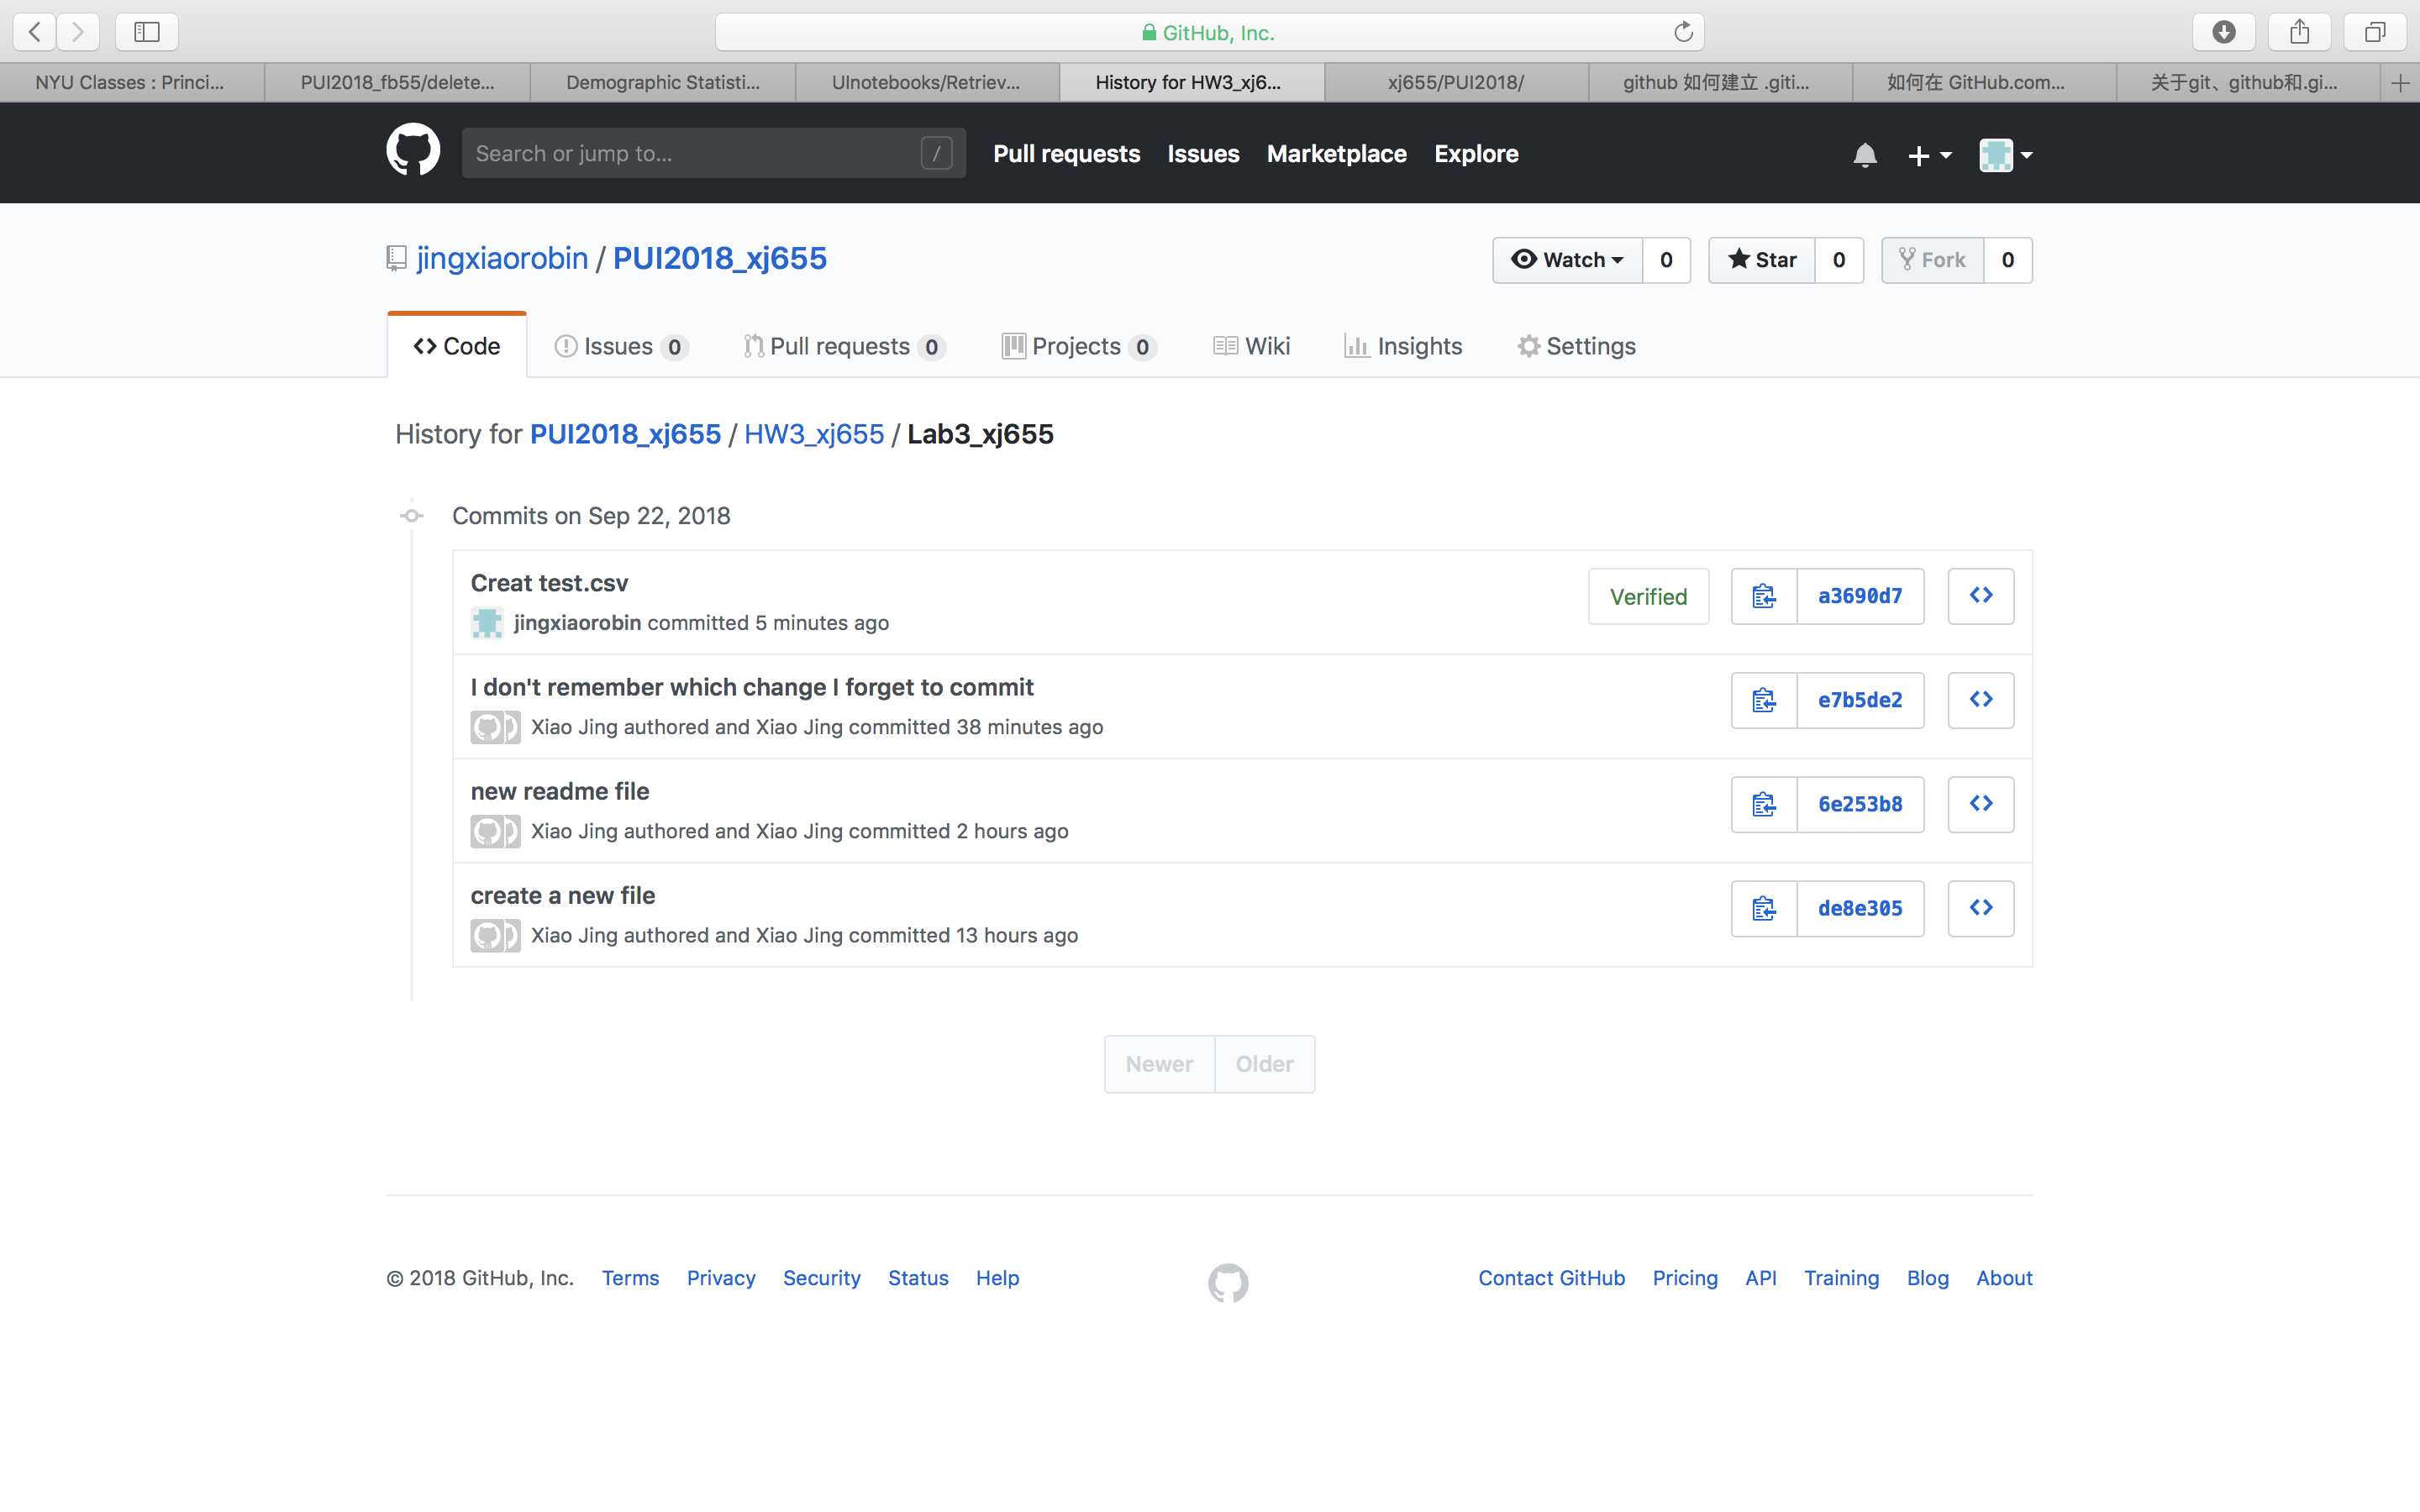 GitHub, Inc.
NYU Classes : Princi...
PUI2018_fb55/delete...
Demographic Statisti...
UInotebooks/Retriev...
History for HW3_xj6...
xj655/PUI2018/
github 如何建立 .giti...
如何在 GitHub.com...
关于git、github和.gi...
Search or jump to...
/
Pull requests
Issues
Marketplace
Explore
jingxiaorobin / PUI2018_xj655
Watch 0
Star 0
Fork 0
Code
Issues 0
Pull requests 0
Projects 0
Wiki
Insights
Settings
History for PUI2018_xj655 / HW3_xj655 / Lab3_xj655
Commits on Sep 22, 2018
Creat test.csv
jingxiaorobin committed 5 minutes ago
Verified
a3690d7
I don't remember which change I forget to commit
Xiao Jing authored and Xiao Jing committed 38 minutes ago
e7b5de2
new readme file
Xiao Jing authored and Xiao Jing committed 2 hours ago
6e253b8
create a new file
Xiao Jing authored and Xiao Jing committed 13 hours ago
de8e305
Newer
Older
© 2018 GitHub, Inc.
Terms
Privacy
Security
Status
Help
Contact GitHub
Pricing
API
Training
Blog
About